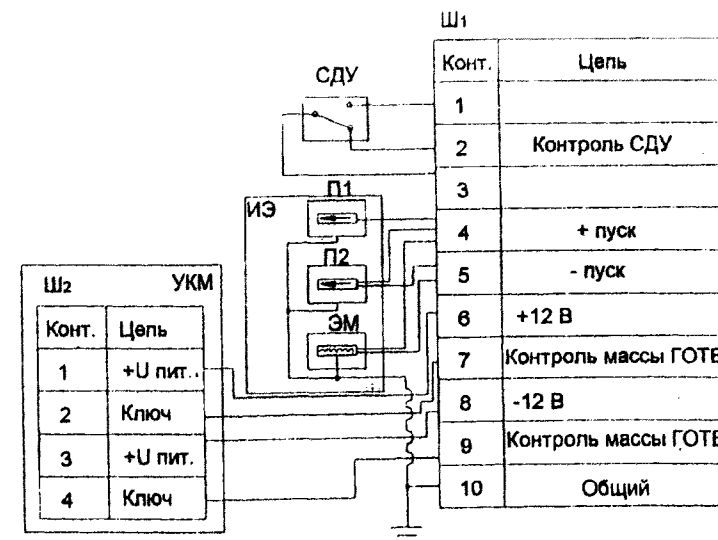 Ш1
Конт. Цепь
СДУ
1
2 Контроль СДУ
3
ИЭ П1
4 + пуск
П2
5 - пуск
Ш2 УКМ
ЭМ
6 +12 В
Конт. Цепь
7 Контроль массы ГОТВ
1 +U пит.
8 -12 В
2 Ключ
9 Контроль массы ГОТВ
3 +U пит.
10 Общий
4 Ключ